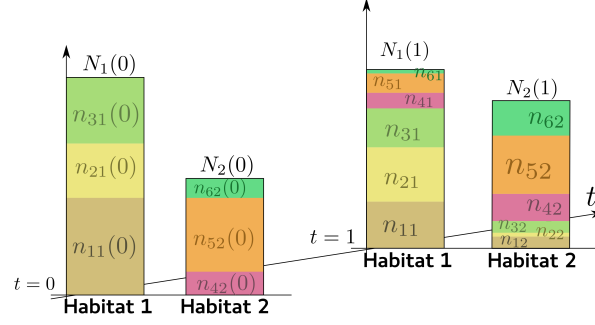 N₁(0)
n₃₁(0)
n₂₁(0)
n₁₁(0)
N₂(0)
n₆₂(0)
n₅₂(0)
n₄₂(0)
t = 0
Habitat 1
Habitat 2
N₁(1)
n₆₁
n₅₁
n₄₁
n₃₁
n₂₁
n₁₁
N₂(1)
n₆₂
n₅₂
n₄₂
n₃₂
n₂₂
n₁₂
t = 1
t
Habitat 1
Habitat 2